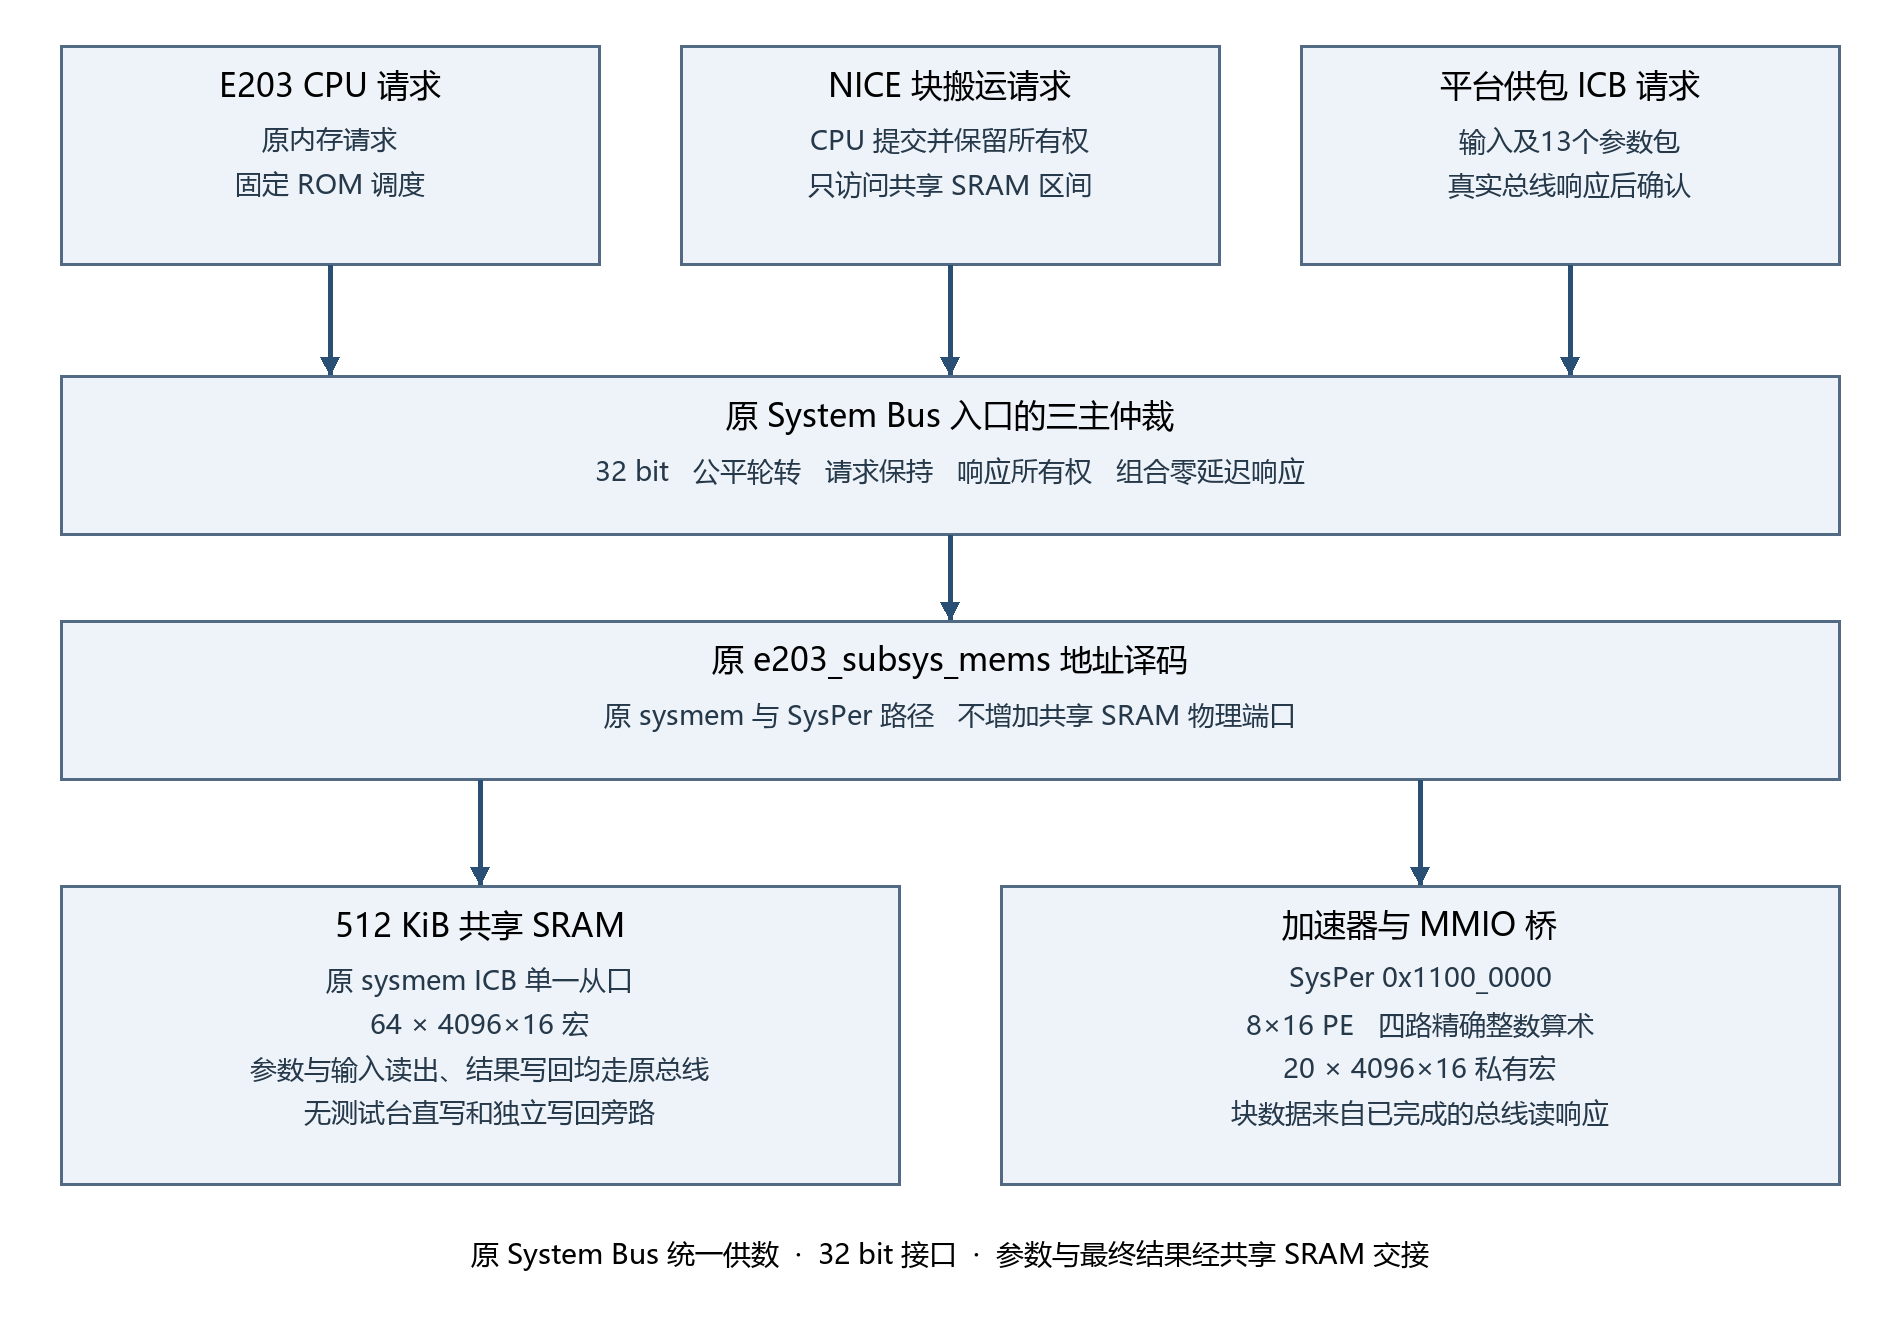 E203 CPU 请求
原内存请求
固定 ROM 调度
NICE 块搬运请求
CPU 提交并保留所有权
只访问共享 SRAM 区间
平台供包 ICB 请求
输入及13个参数包
真实总线响应后确认
原 System Bus 入口的三主仲裁
32 bit 公平轮转 请求保持 响应所有权 组合零延迟响应
原 e203_subsys_mems 地址译码
原 sysmem 与 SysPer 路径 不增加共享 SRAM 物理端口
512 KiB 共享 SRAM
原 sysmem ICB 单一从口
64 × 4096×16 宏
参数与输入读出、结果写回均走原总线
无测试台直写和独立写回旁路
加速器与 MMIO 桥
SysPer 0x1100_0000
8×16 PE 四路精确整数算术
20 × 4096×16 私有宏
块数据来自已完成的总线读响应
原 System Bus 统一供数 · 32 bit 接口 · 参数与最终结果经共享 SRAM 交接